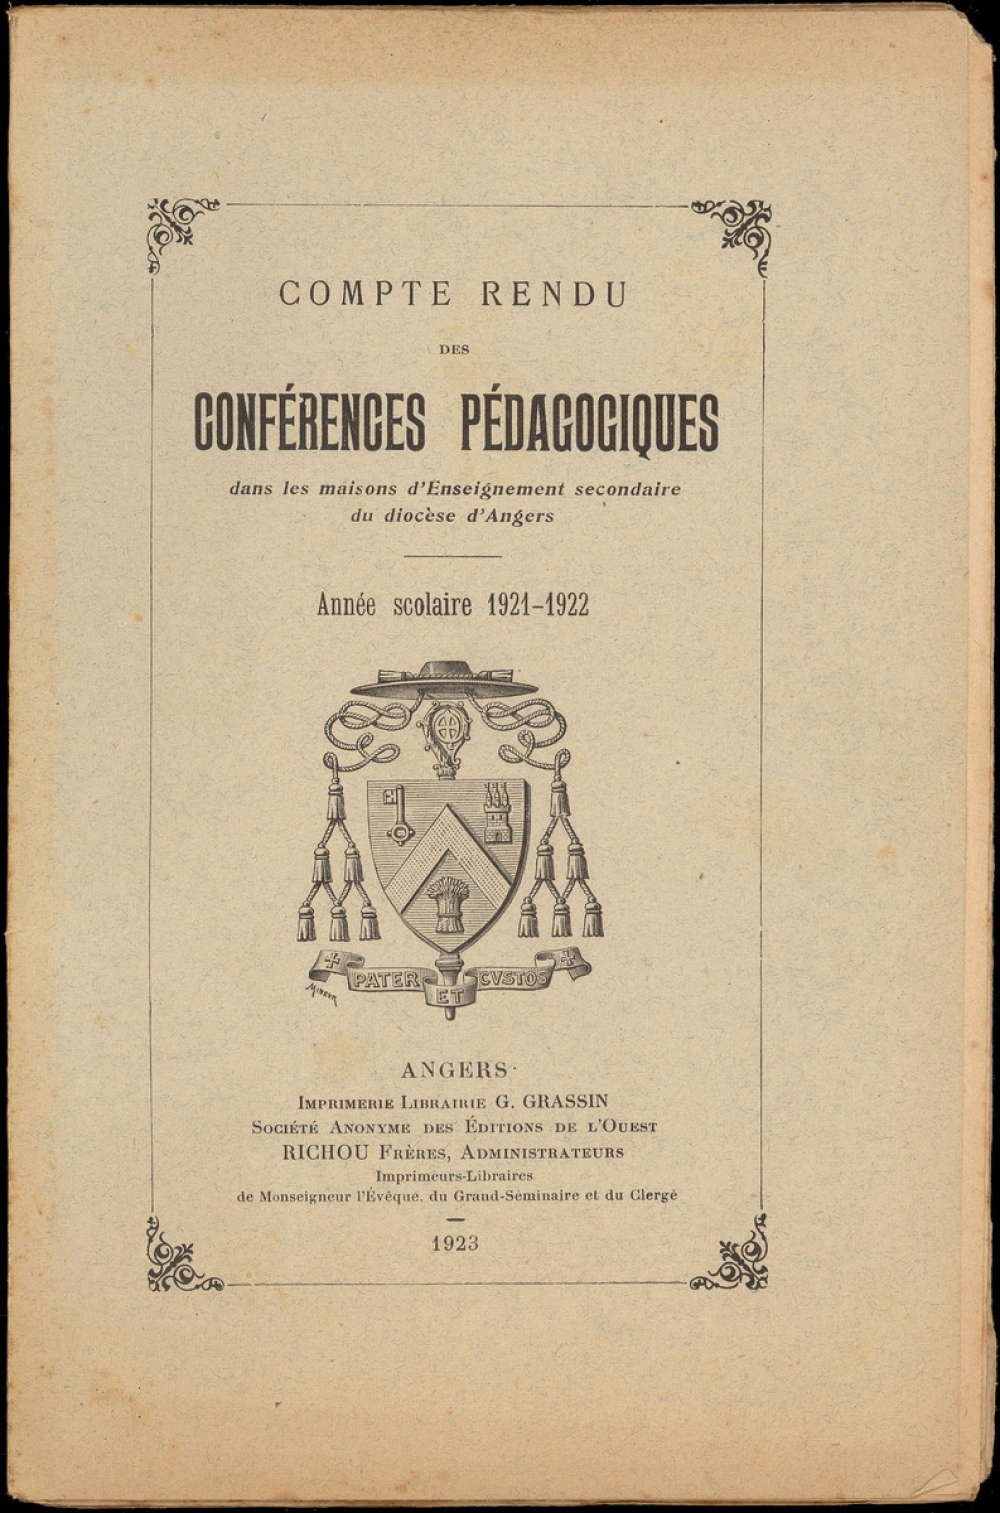 COMPTE RENDU
DES
CONFÉRENCES PÉDAGOGIQUES
dans les maisons d'Enseignement secondaire
du diocèse d'Angers
Année scolaire 1921-1922
PATER ET CVSTOS
MINEUR
ANGERS
IMPRIMERIE LIBRAIRIE G. GRASSIN
SOCIÉTÉ ANONYME DES ÉDITIONS DE L'OUEST
RICHOU FRÈRES, ADMINISTRATEURS
Imprimeurs-Libraires
de Monseigneur l'Évêque, du Grand-Séminaire et du Clergé
1923